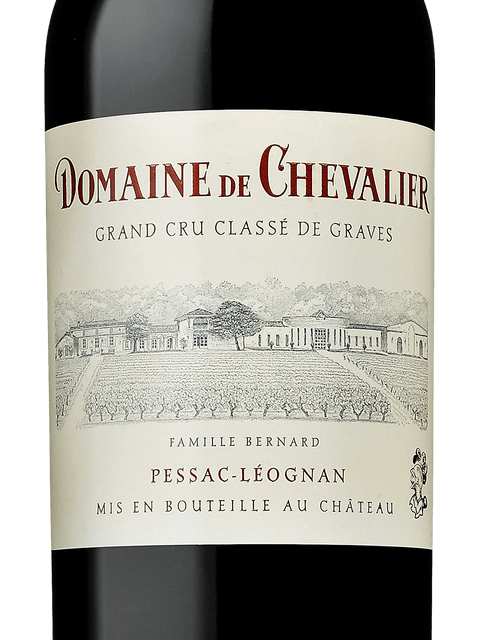 DOMAINE DE CHEVALIER
GRAND CRU CLASSÉ DE GRAVES
FAMILLE BERNARD
PESSAC-LÉOGNAN
MIS EN BOUTEILLE AU CHÂTEAU